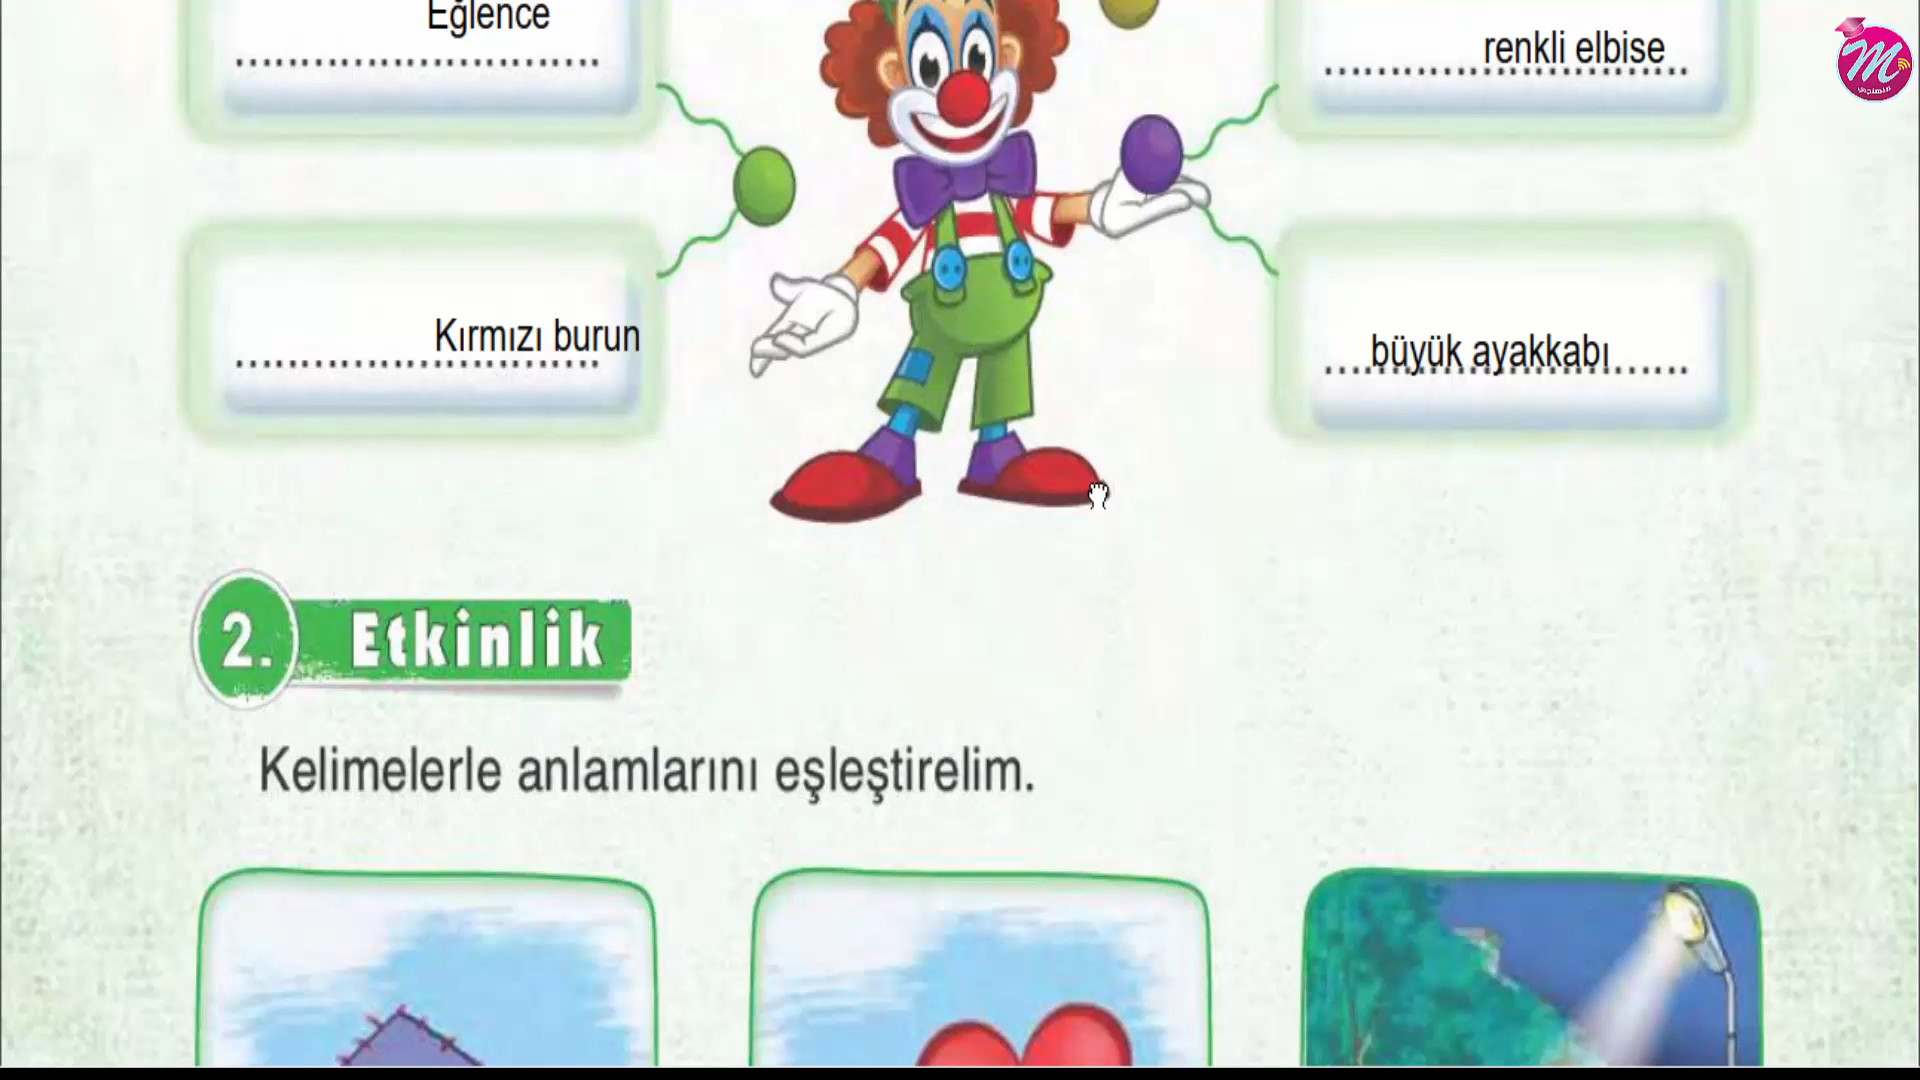 Eğlence
renkli elbise
Kırmızı burun
büyük ayakkabı
2. Etkinlik
Kelimelerle anlamlarını eşleştirelim.